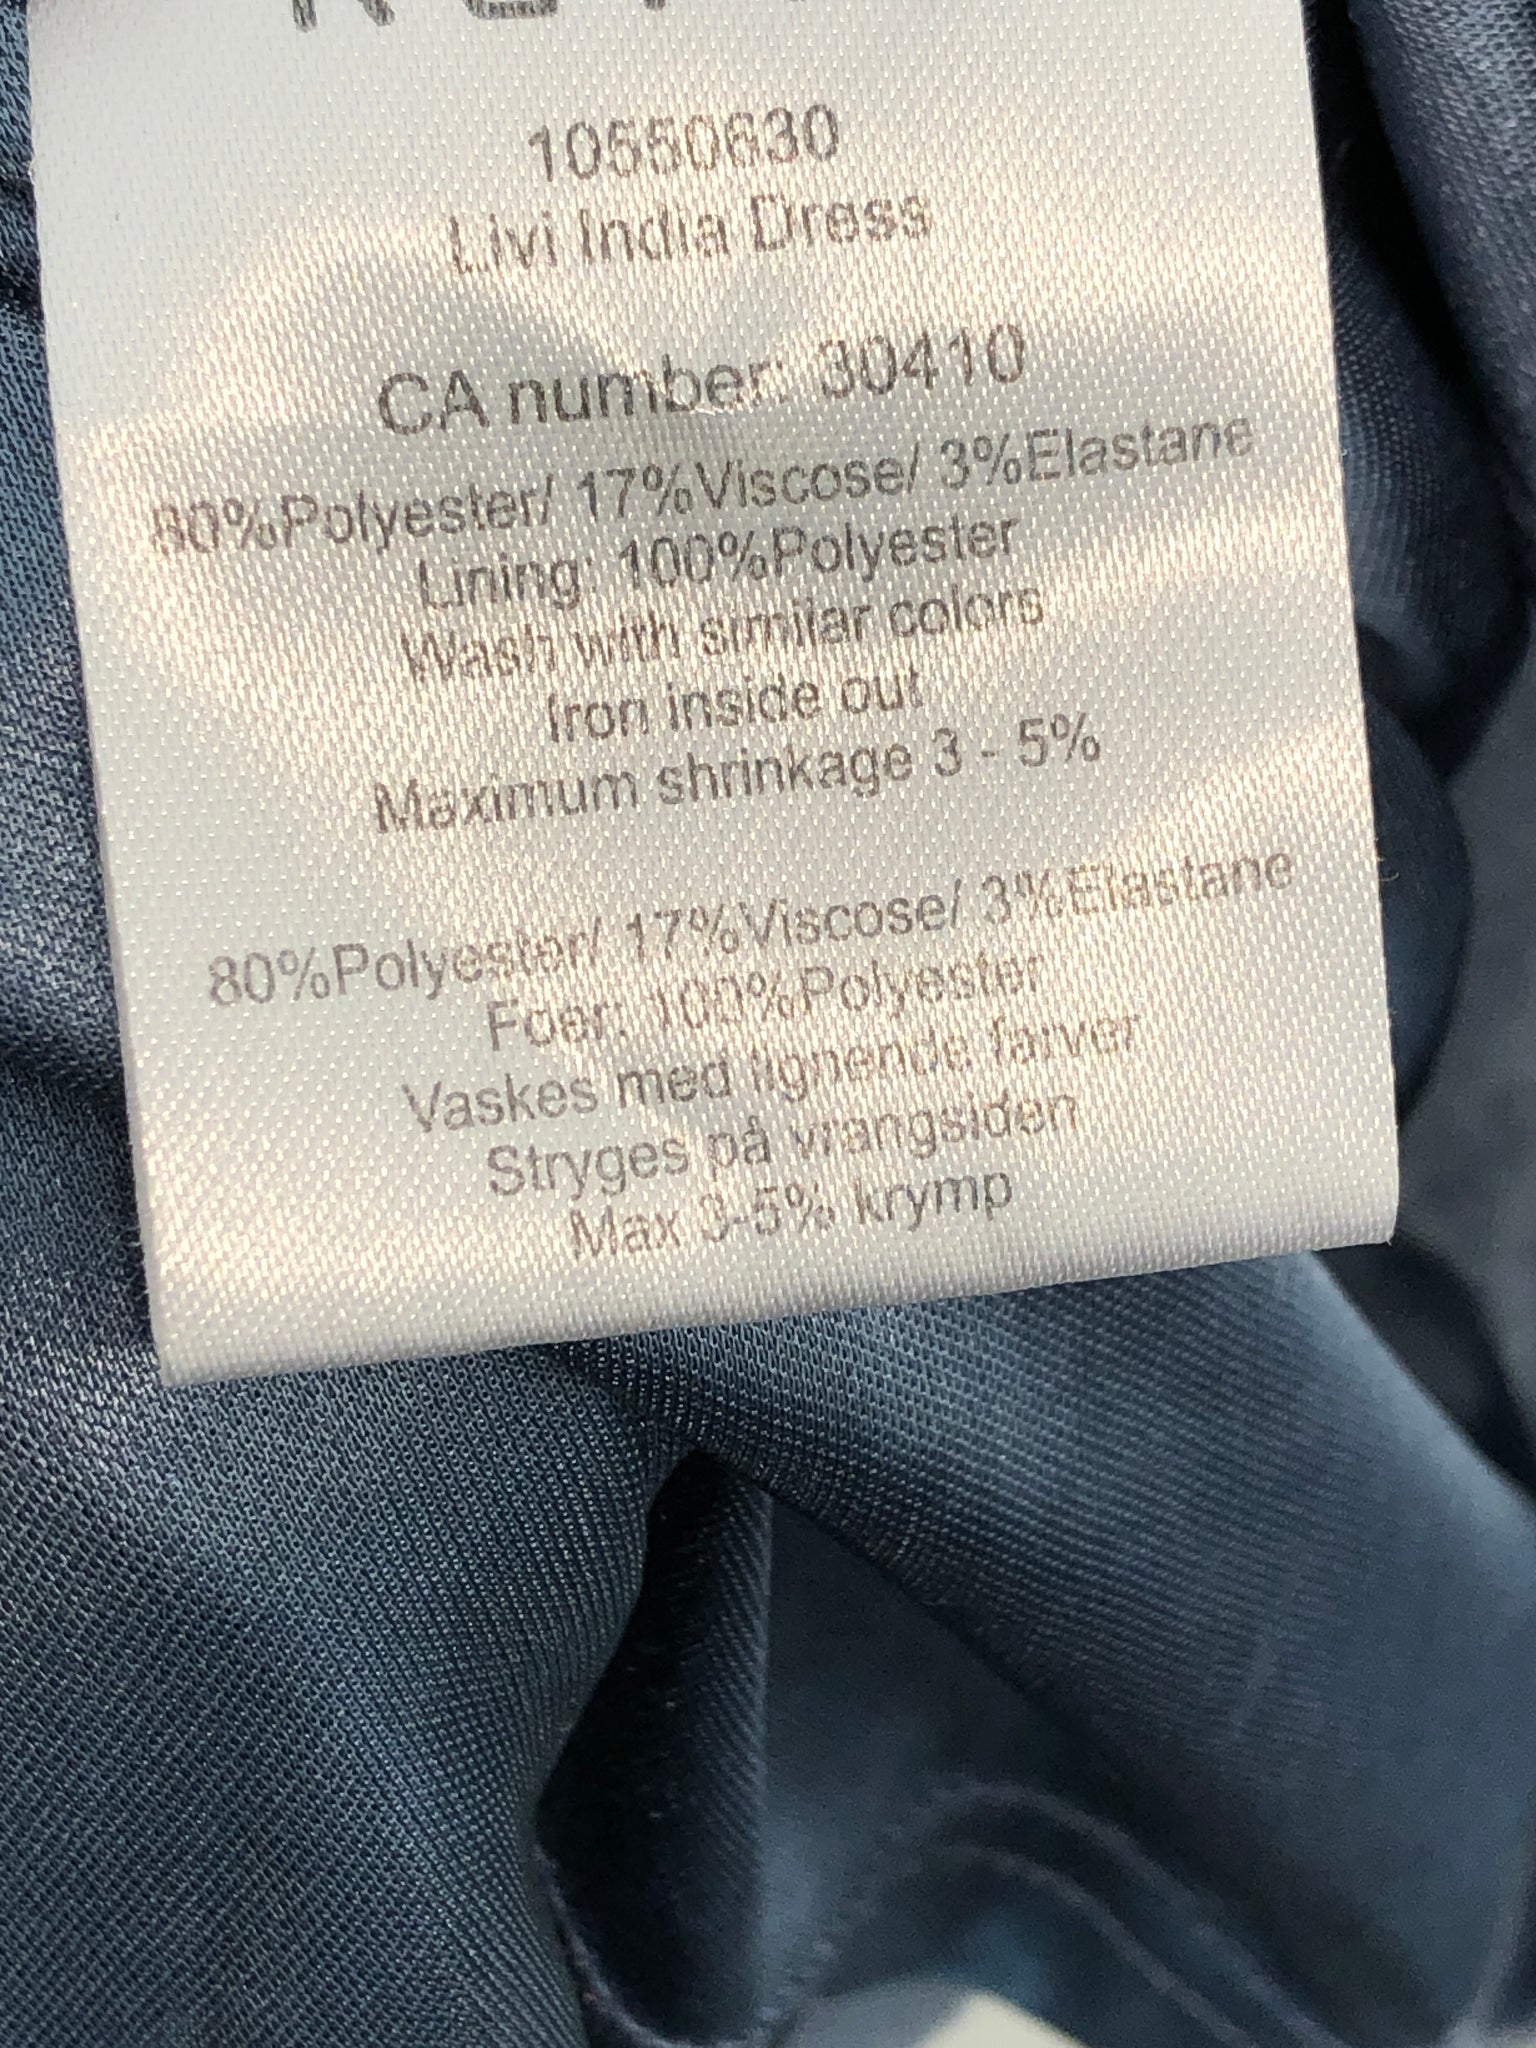 10550630
Livi India Dress
CA number: 30410
80%Polyester/ 17%Viscose/ 3%Elastane
Lining: 100%Polyester
Wash with similar colors
Iron inside out
Maximum shrinkage 3 - 5%
80%Polyester/ 17%Viscose/ 3%Elastane
Foer: 100%Polyester
Vaskes med lignende farver
Stryges på vrangsiden
Max 3-5% krymp